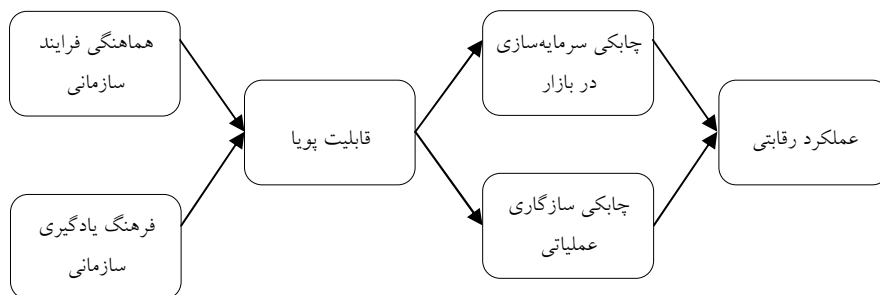 هماهنگی فرایند
سازمانی
فرهنگ یادگیری
سازمانی
قابلیت پویا
چابکی سرمایه‌سازی
در بازار
چابکی سازگاری
عملیاتی
عملکرد رقابتی